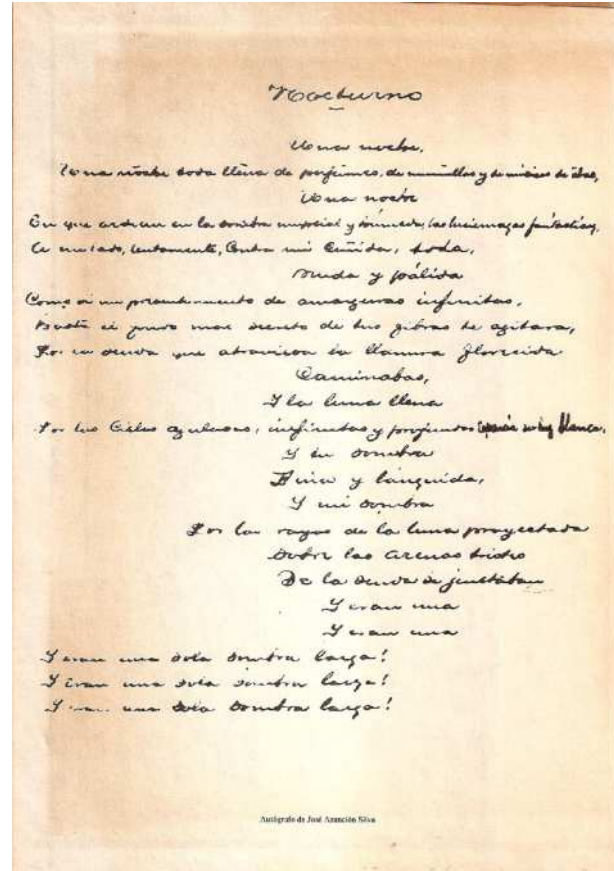 Nocturno
Una noche,
Una noche toda llena de perfumes, de murmullos y de músicas de alas,
Una noche
En que ardían en la sombra nupcial y húmeda, las luciérnagas fantásticas,
A mi lado, lentamente, contra mí ceñida, toda,
Muda y pálida
Como si un presentimiento de amarguras infinitas,
Hasta el más secreto de tus fibras te agitara,
Por la senda que atraviesa la llanura florecida
Caminabas,
Y la luna llena
Por los cielos azulosos, infinitos y profundos esparcía su luz blanca,
Y tu sombra
Fina y lánguida,
Y mi sombra
Por los rayos de la luna proyectada
Sobre las arenas tristes
De la senda se juntaban
Y eran una
Y eran una
Y eran una sola sombra larga!
Y eran una sola sombra larga!
Y eran una sola sombra larga!
Autógrafo de José Asunción Silva